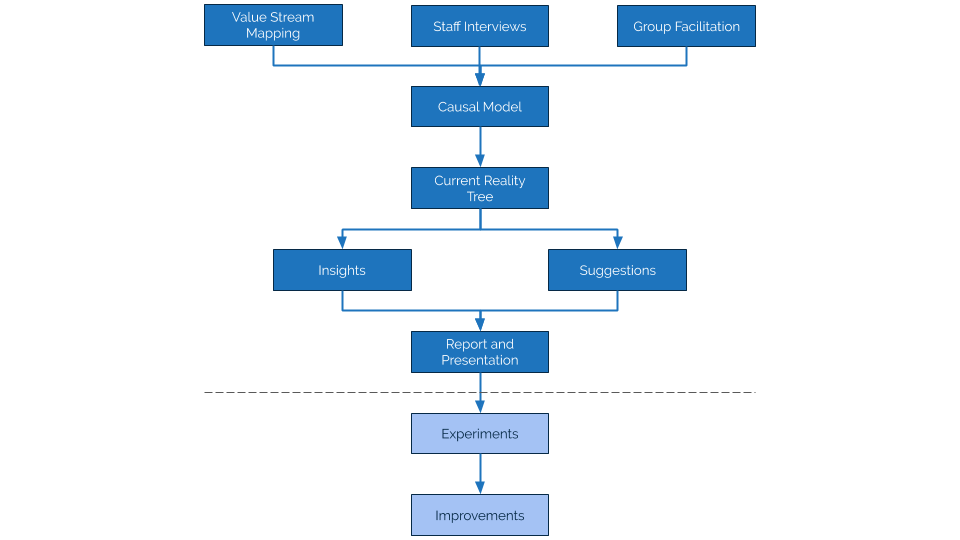 Value Stream
Mapping
Staff Interviews
Group Facilitation
Causal Model
Current Reality
Tree
Insights
Suggestions
Report and
Presentation
Experiments
Improvements